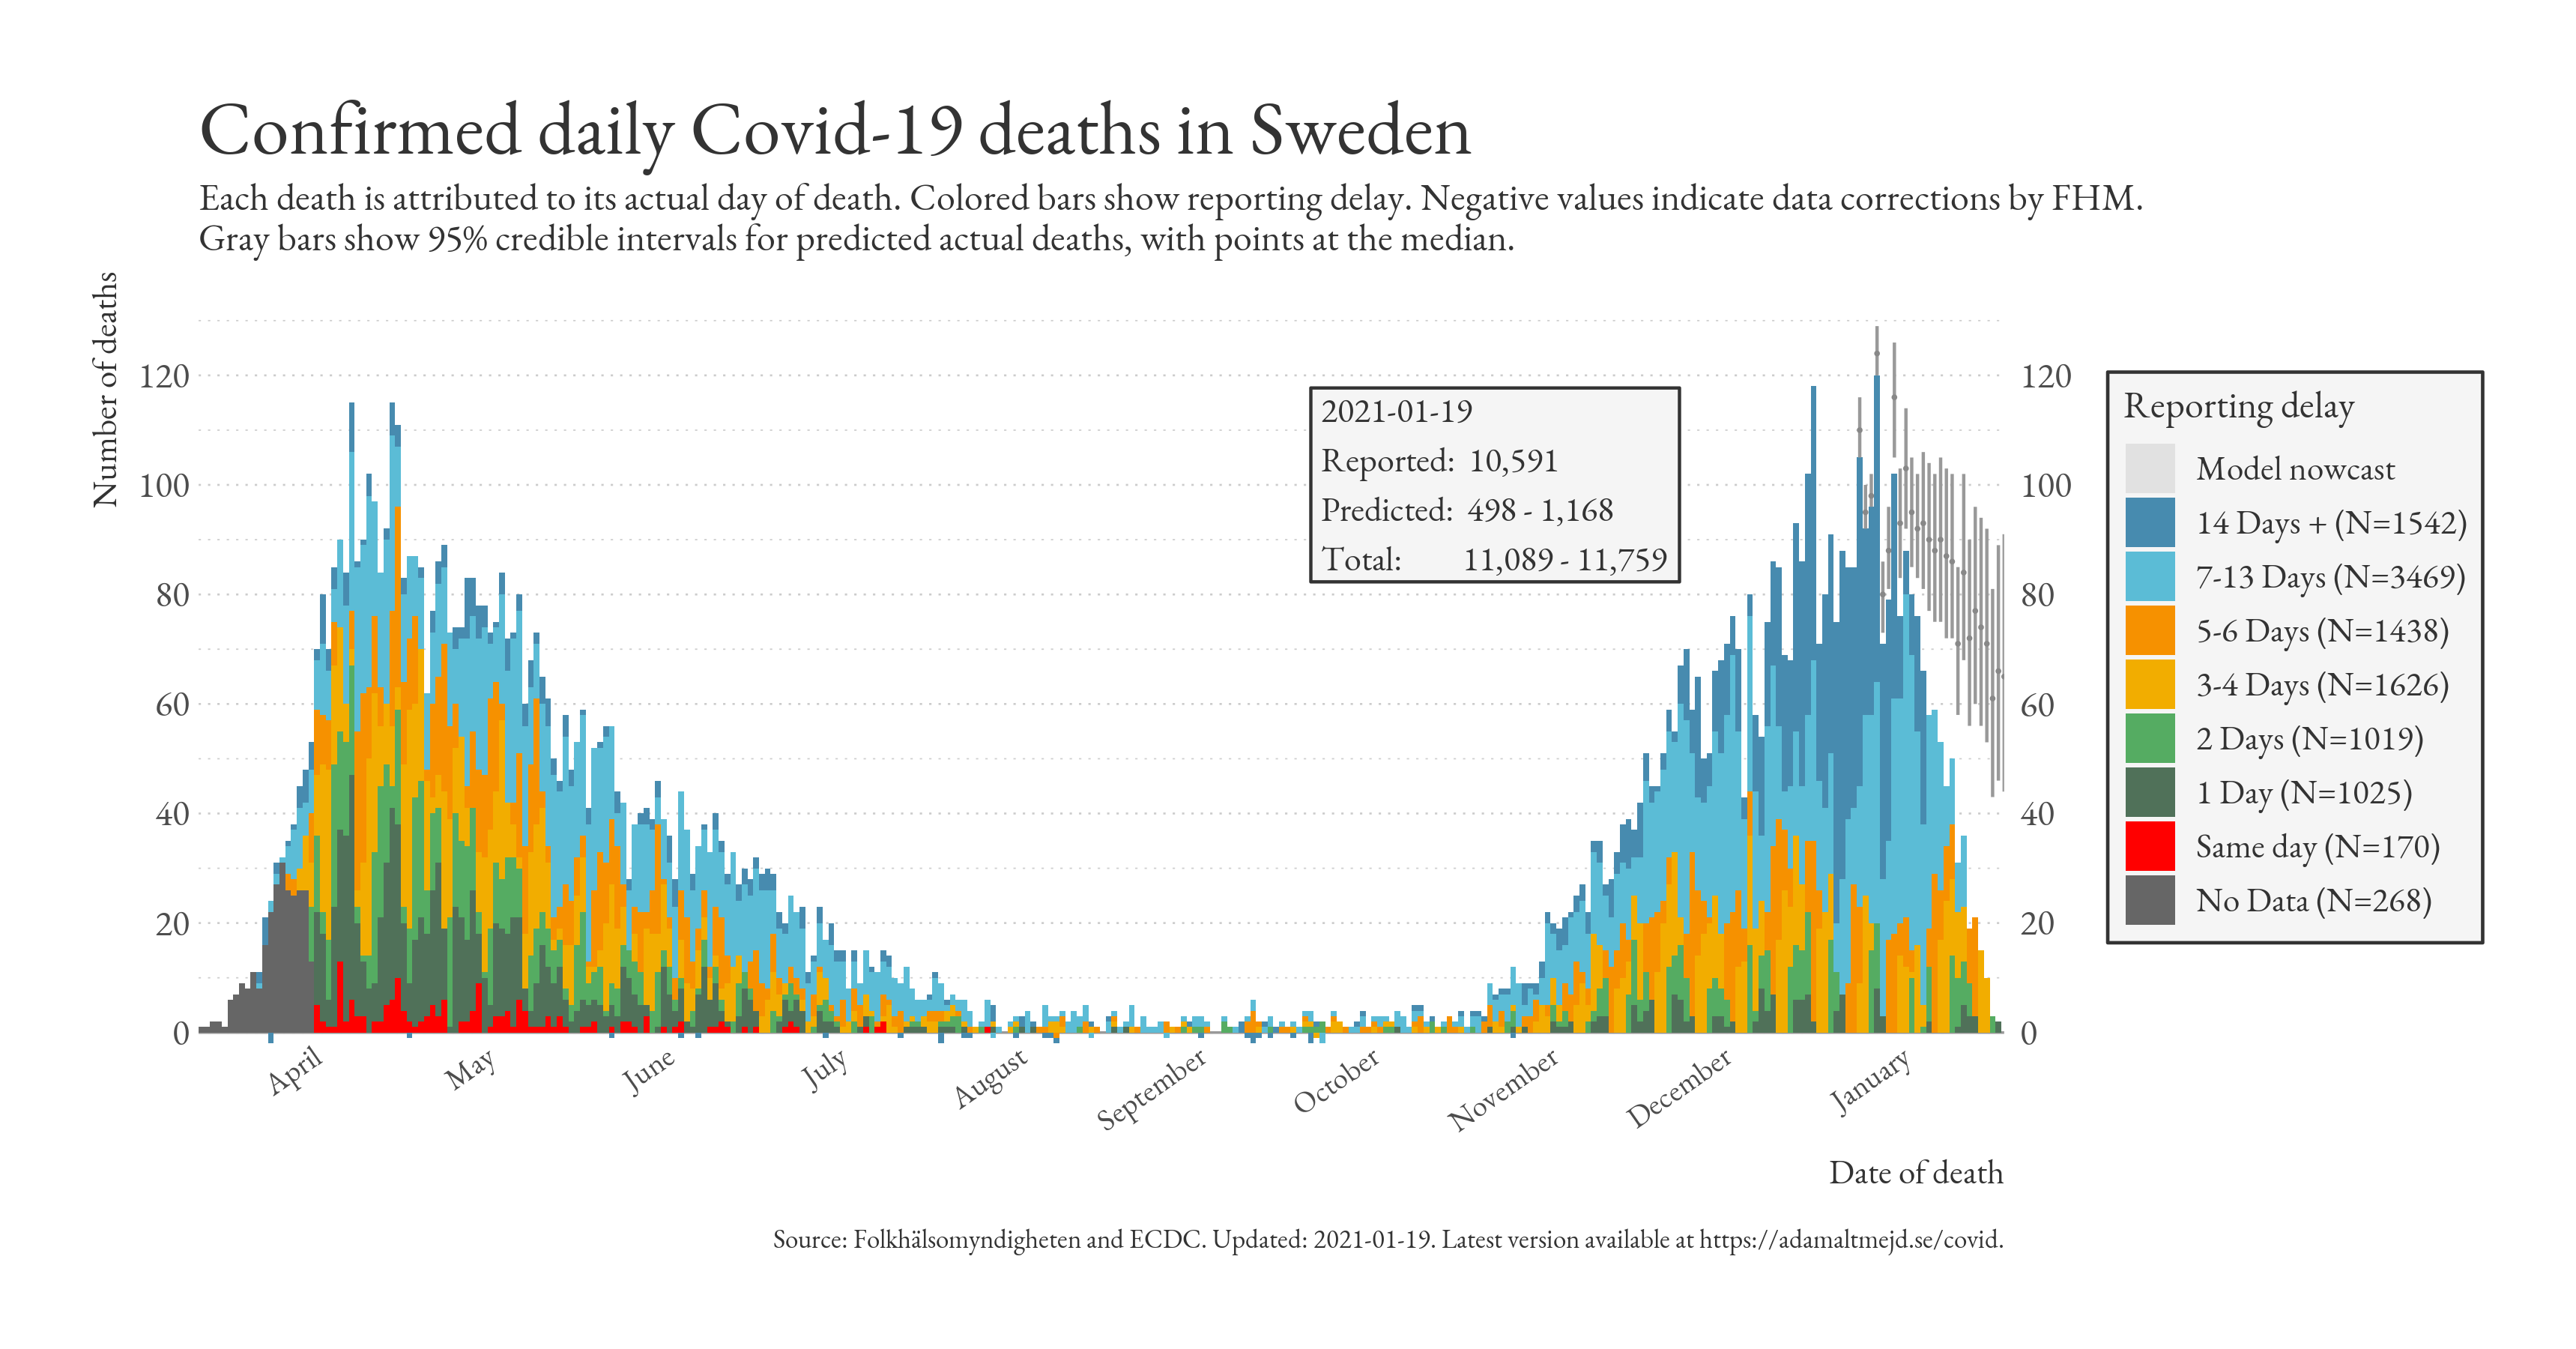 Confirmed daily Covid-19 deaths in Sweden
Each death is attributed to its actual day of death. Colored bars show reporting delay. Negative values indicate data corrections by FHM.
Gray bars show 95% credible intervals for predicted actual deaths, with points at the median.
Number of deaths
120
100
80
60
40
20
0
2021-01-19
Reported: 10,591
Predicted: 498 - 1,168
Total: 11,089 - 11,759
120
100
80
60
40
20
0
Reporting delay
Model nowcast
14 Days + (N=1542)
7-13 Days (N=3469)
5-6 Days (N=1438)
3-4 Days (N=1626)
2 Days (N=1019)
1 Day (N=1025)
Same day (N=170)
No Data (N=268)
April
May
June
July
August
September
October
November
December
January
Date of death
Source: Folkhälsomyndigheten and ECDC. Updated: 2021-01-19. Latest version available at https://adamaltmejd.se/covid.